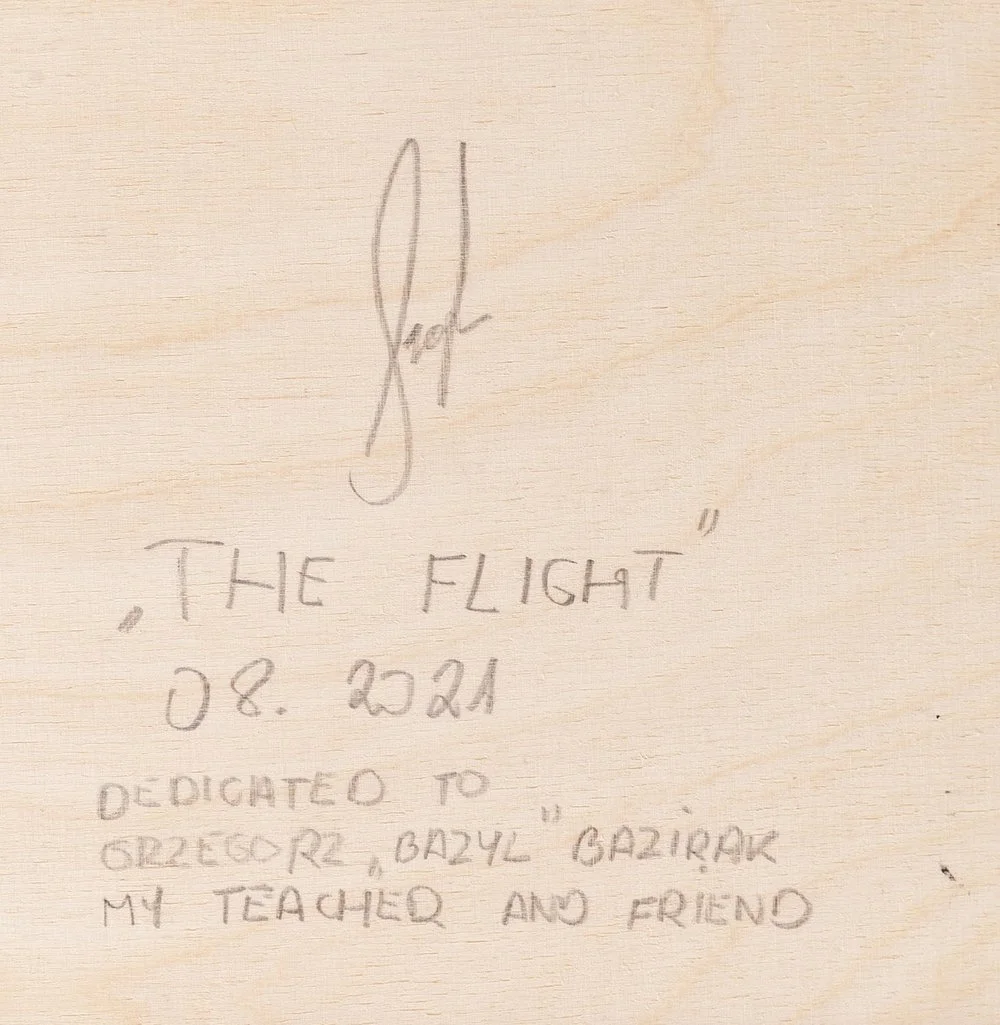 „THE FLIGHT”
08. 2021
DEDICATED TO
GRZEGORZ „BAZYL” BAZIRAK
MY TEACHER AND FRIEND